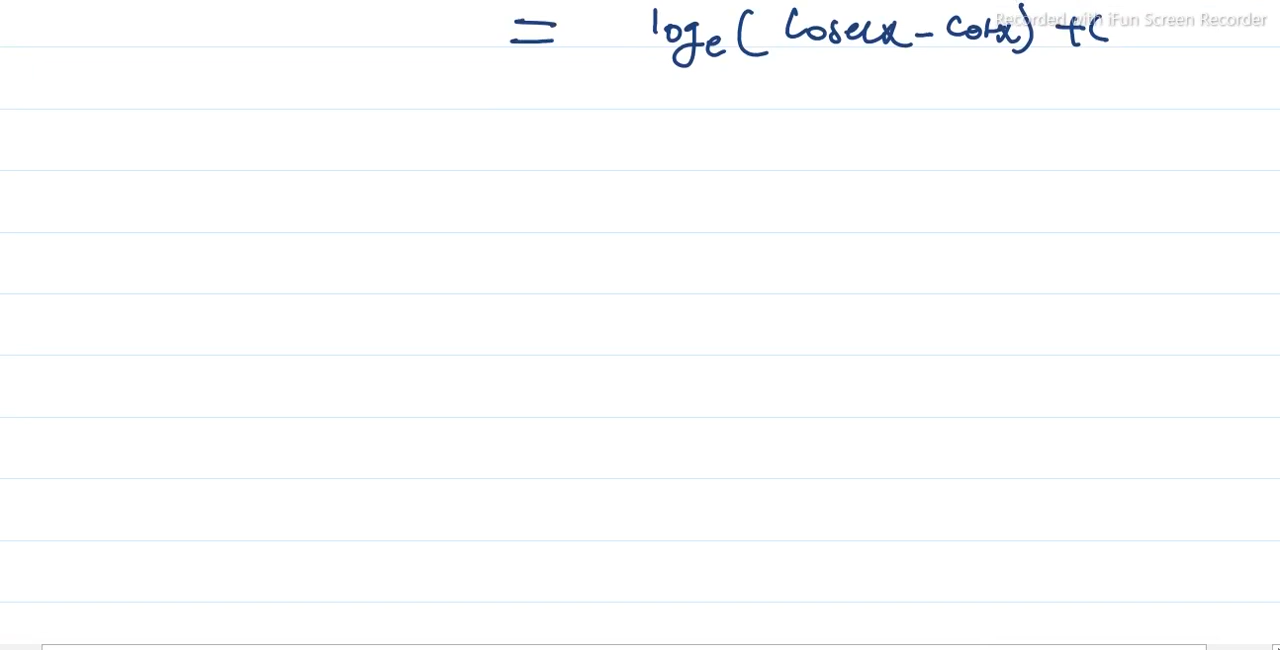 = logₑ( Cosecx - Cotx) + C
Recorded with iFun Screen Recorder